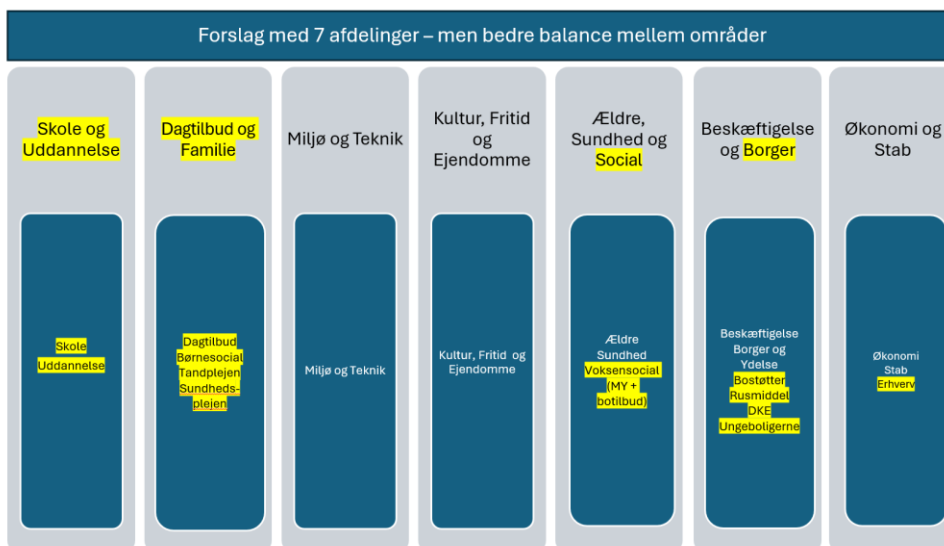 Forslag med 7 afdelinger – men bedre balance mellem områder
Skole og
Uddannelse
Dagtilbud og
Familie
Miljø og Teknik
Kultur, Fritid
og
Ejendomme
Ældre,
Sundhed og
Social
Beskæftigelse
og Borger
Økonomi og
Stab
Skole
Uddannelse
Dagtilbud
Børnesocial
Tandplejen
Sundheds-
plejen
Miljø og Teknik
Kultur, Fritid og
Ejendomme
Ældre
Sundhed
Voksensocial
(MY +
botilbud)
Beskæftigelse
Borger og
Ydelse
Bostøtter
Rusmiddel
DKE
Ungeboligerne
Økonomi
Stab
Erhverv